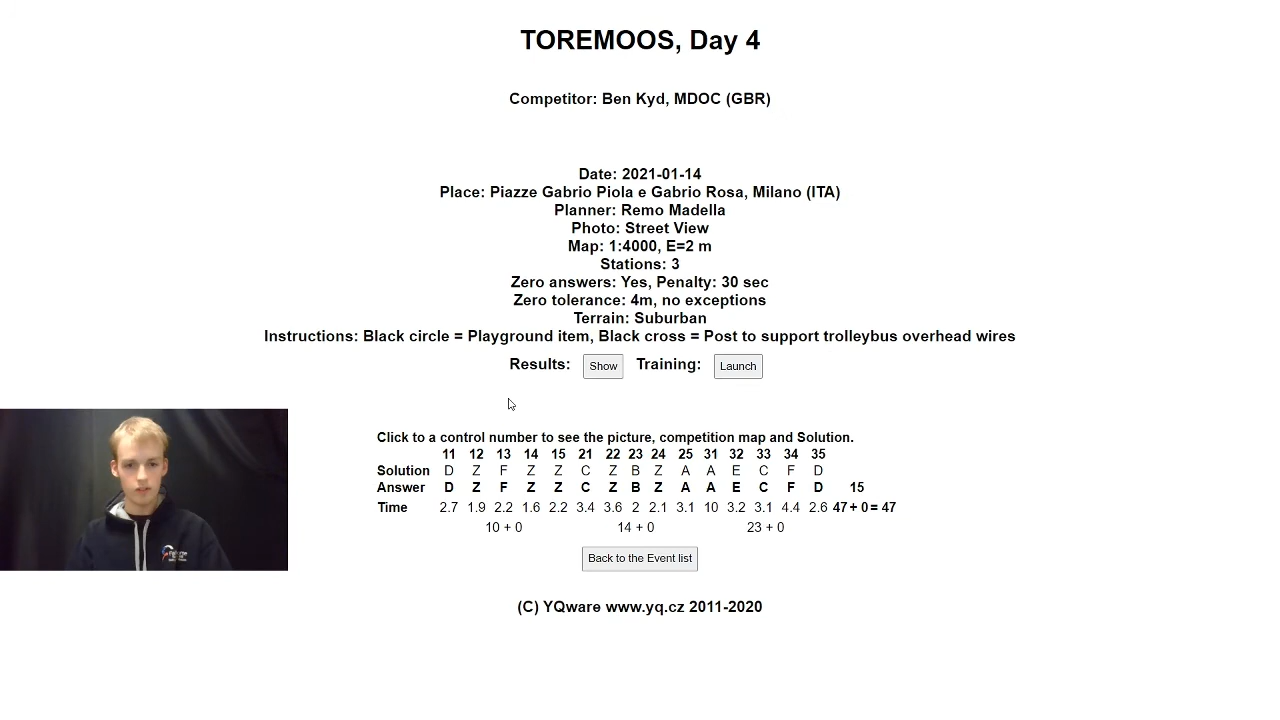 TOREMOOS, Day 4
Competitor: Ben Kyd, MDOC (GBR)
Date: 2021-01-14
Place: Piazze Gabrio Piola e Gabrio Rosa, Milano (ITA)
Planner: Remo Madella
Photo: Street View
Map: 1:4000, E=2 m
Stations: 3
Zero answers: Yes, Penalty: 30 sec
Zero tolerance: 4m, no exceptions
Terrain: Suburban
Instructions: Black circle = Playground item, Black cross = Post to support trolleybus overhead wires
Results: Show Training: Launch
Click to a control number to see the picture, competition map and Solution.
11 12 13 14 15 21 22 23 24 25 31 32 33 34 35
Solution D Z F Z Z C Z B Z A A E C F D
Answer D Z F Z Z C Z B Z A A E C F D 15
Time 2.7 1.9 2.2 1.6 2.2 3.4 3.6 2 2.1 3.1 10 3.2 3.1 4.4 2.6 47 + 0 = 47
10 + 0 14 + 0 23 + 0
Back to the Event list
(C) YQware www.yq.cz 2011-2020